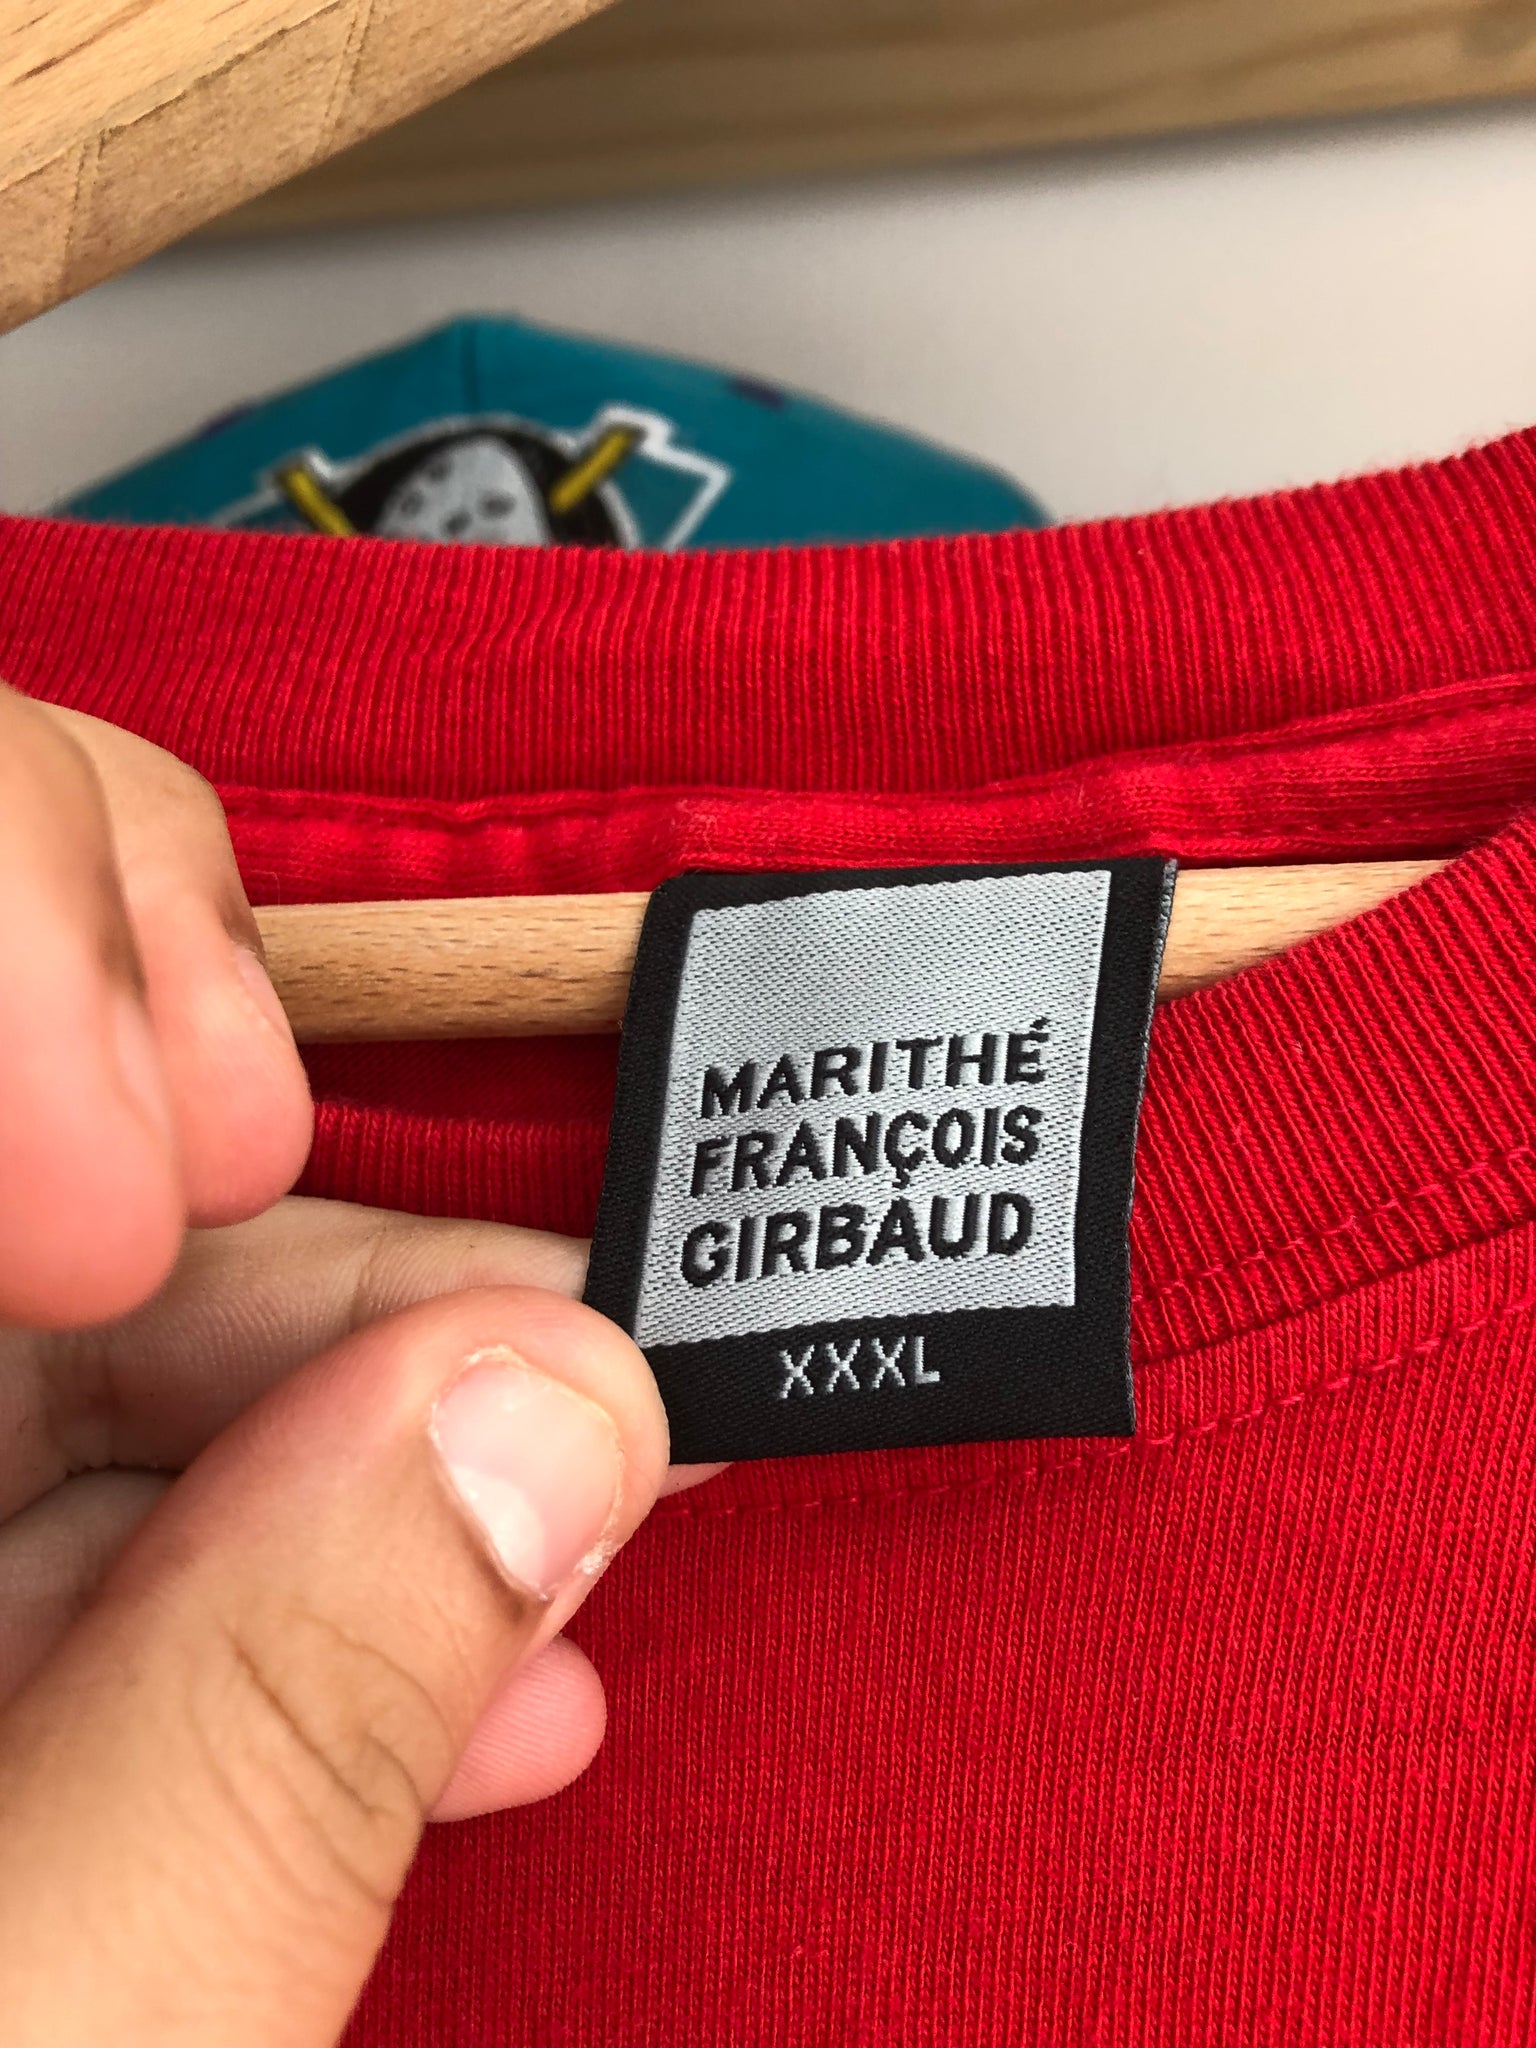 MARITHÉ
FRANÇOIS
GIRBAUD
XXXL